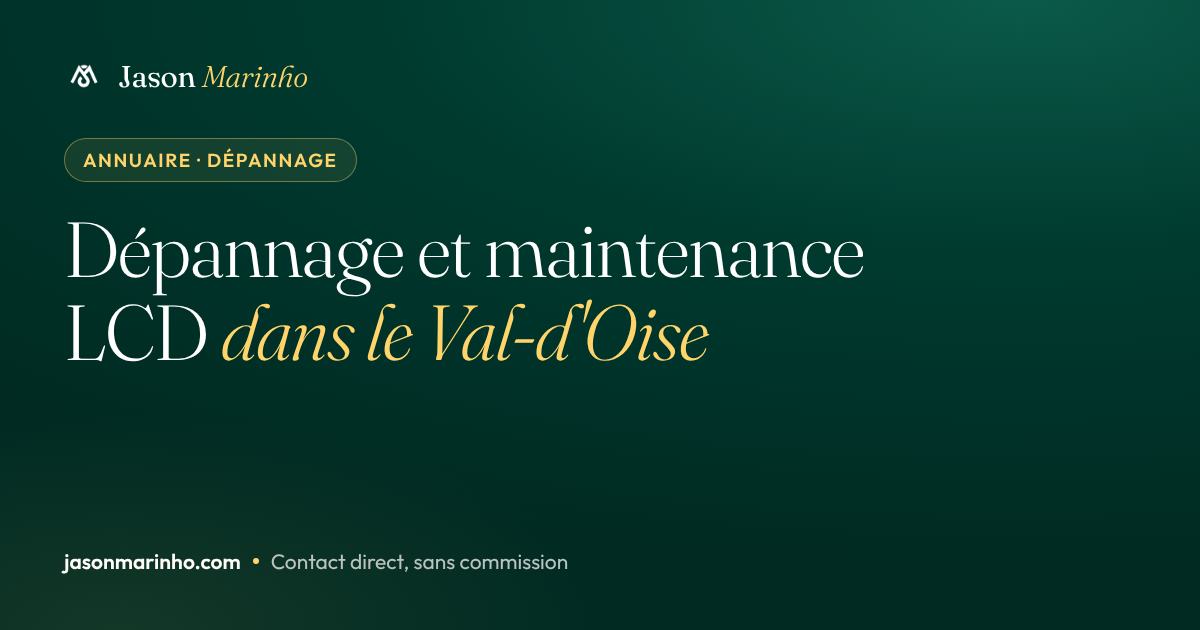 Jason Marinho
ANNUAIRE · DÉPANNAGE
Dépannage et maintenance
LCD dans le Val-d'Oise
jasonmarinho.com • Contact direct, sans commission